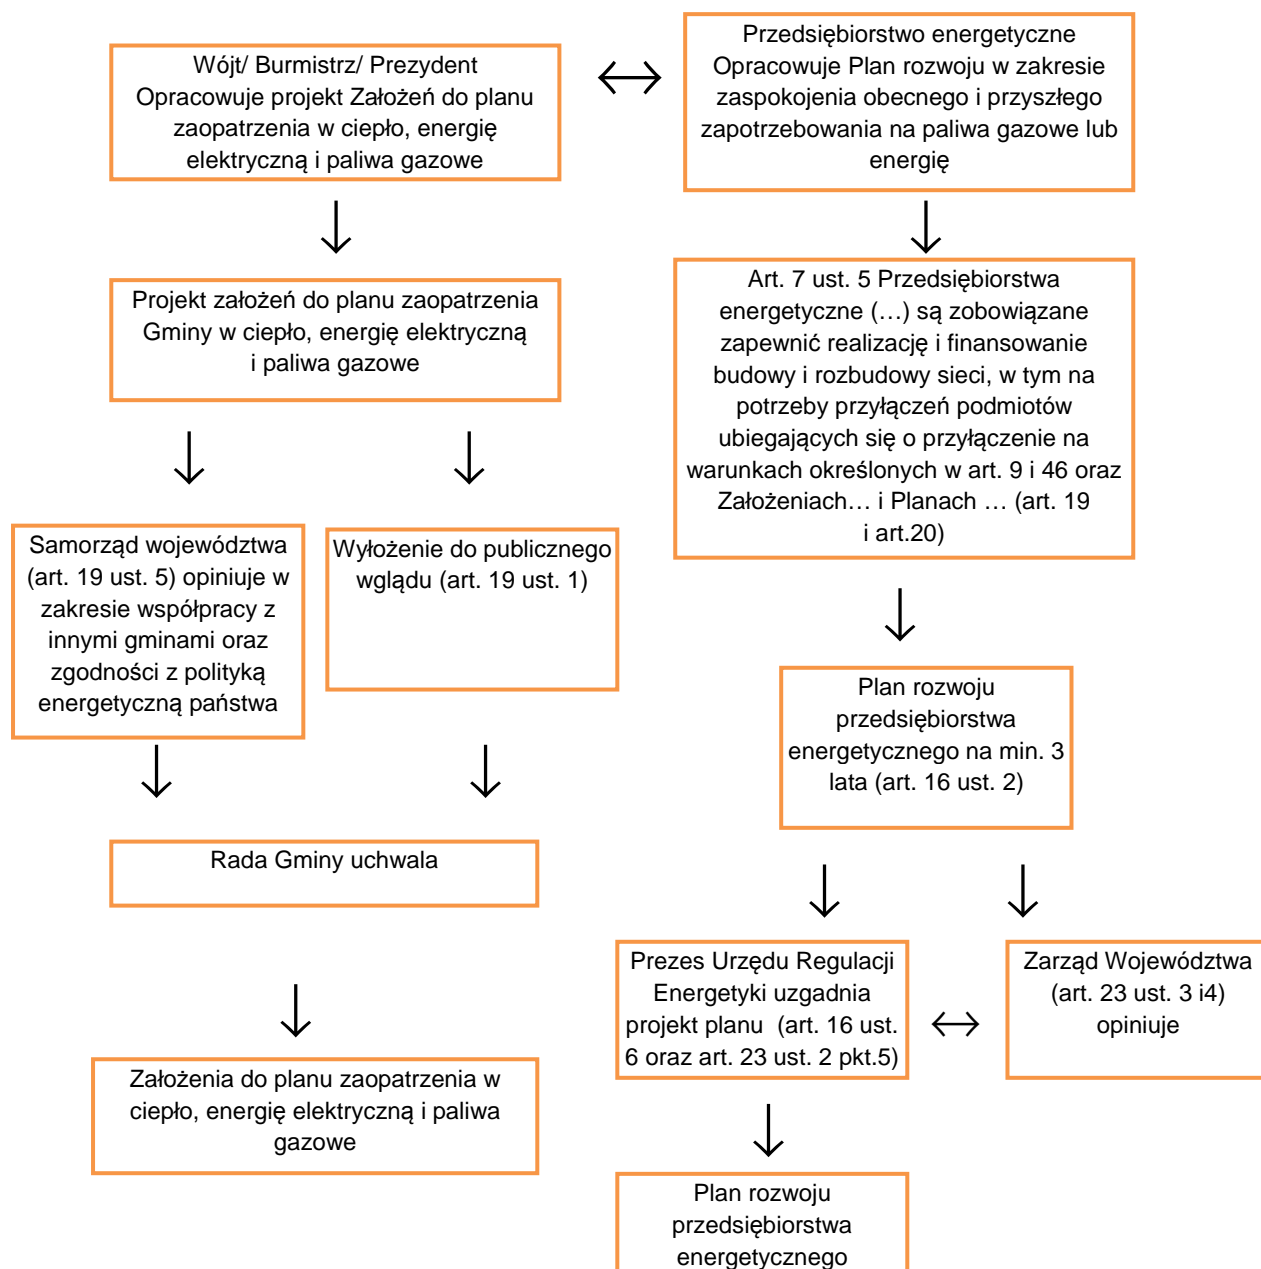 Wójt/ Burmistrz/ Prezydent
Opracowuje projekt Założeń do planu
zaopatrzenia w ciepło, energię
elektryczną i paliwa gazowe
Przedsiębiorstwo energetyczne
Opracowuje Plan rozwoju w zakresie
zaspokojenia obecnego i przyszłego
zapotrzebowania na paliwa gazowe lub
energię
Projekt założeń do planu zaopatrzenia
Gminy w ciepło, energię elektryczną
i paliwa gazowe
Art. 7 ust. 5 Przedsiębiorstwa
energetyczne (…) są zobowiązane
zapewnić realizację i finansowanie
budowy i rozbudowy sieci, w tym na
potrzeby przyłączeń podmiotów
ubiegających się o przyłączenie na
warunkach określonych w art. 9 i 46 oraz
Założeniach… i Planach … (art. 19
i art.20)
Samorząd województwa
(art. 19 ust. 5) opiniuje w
zakresie współpracy z
innymi gminami oraz
zgodności z polityką
energetyczną państwa
Wyłożenie do publicznego
wglądu (art. 19 ust. 1)
Plan rozwoju
przedsiębiorstwa
energetycznego na min. 3
lata (art. 16 ust. 2)
Rada Gminy uchwala
Prezes Urzędu Regulacji
Energetyki uzgadnia
projekt planu  (art. 16 ust.
6 oraz art. 23 ust. 2 pkt.5)
Zarząd Województwa
(art. 23 ust. 3 i4)
opiniuje
Założenia do planu zaopatrzenia w
ciepło, energię elektryczną i paliwa
gazowe
Plan rozwoju
przedsiębiorstwa
energetycznego